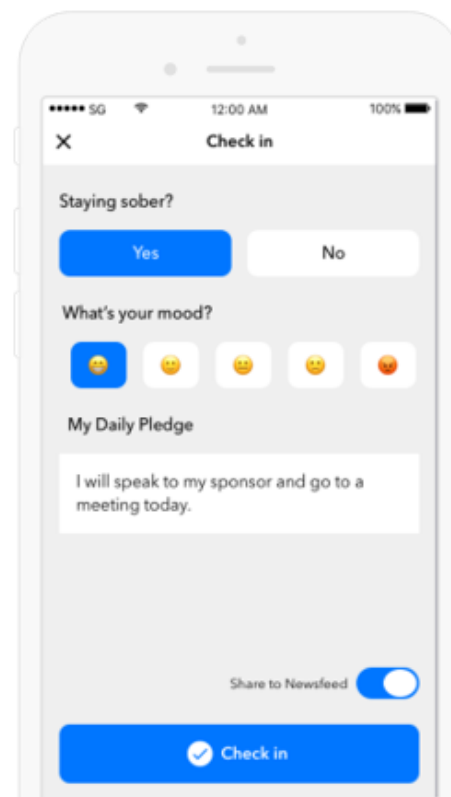 SG 12:00 AM 100%
Check in
Staying sober?
Yes No
What's your mood?
My Daily Pledge
I will speak to my sponsor and go to a
meeting today.
Share to Newsfeed
Check in